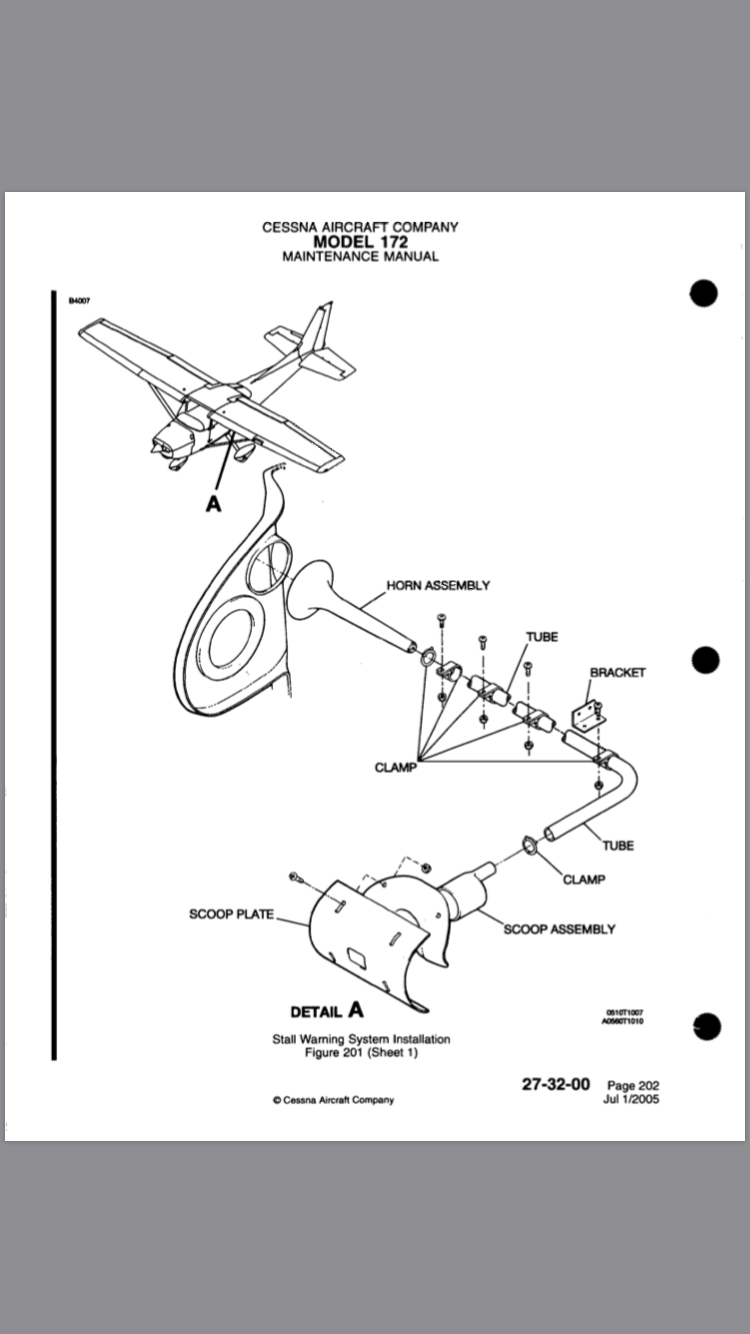 CESSNA AIRCRAFT COMPANY
MODEL 172
MAINTENANCE MANUAL
B4007
A
HORN ASSEMBLY
TUBE
BRACKET
CLAMP
TUBE
CLAMP
SCOOP PLATE
SCOOP ASSEMBLY
DETAIL A
0510T1007
A0560T1010
Stall Warning System Installation
Figure 201 (Sheet 1)
27-32-00 Page 202
© Cessna Aircraft Company
Jul 1/2005